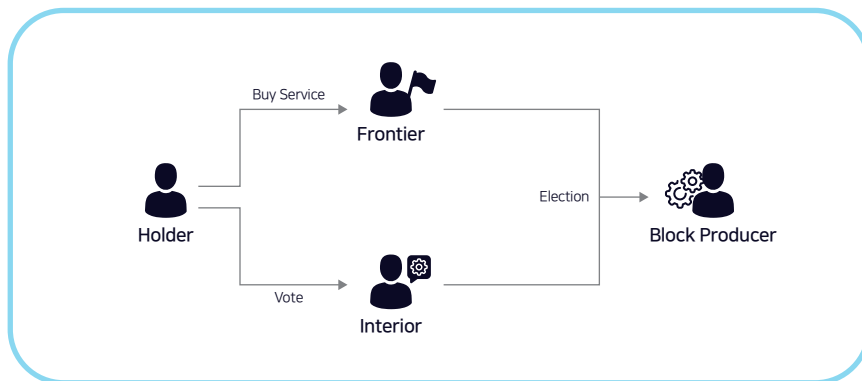 Buy Service
Frontier
Holder
Election
Block Producer
Vote
Interior